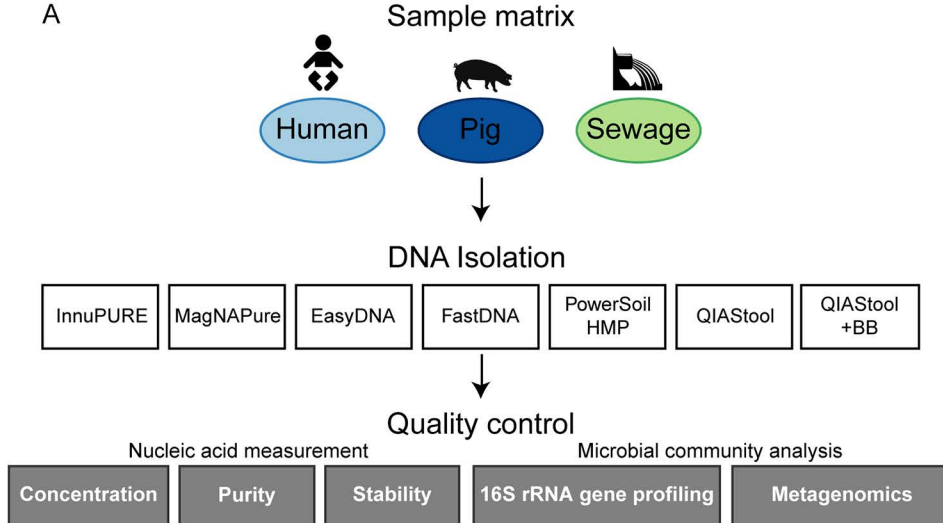 A
Sample matrix
Human
Pig
Sewage
DNA Isolation
InnuPURE
MagNAPure
EasyDNA
FastDNA
PowerSoil
HMP
QIAStool
QIAStool
+BB
Quality control
Nucleic acid measurement
Microbial community analysis
Concentration
Purity
Stability
16S rRNA gene profiling
Metagenomics